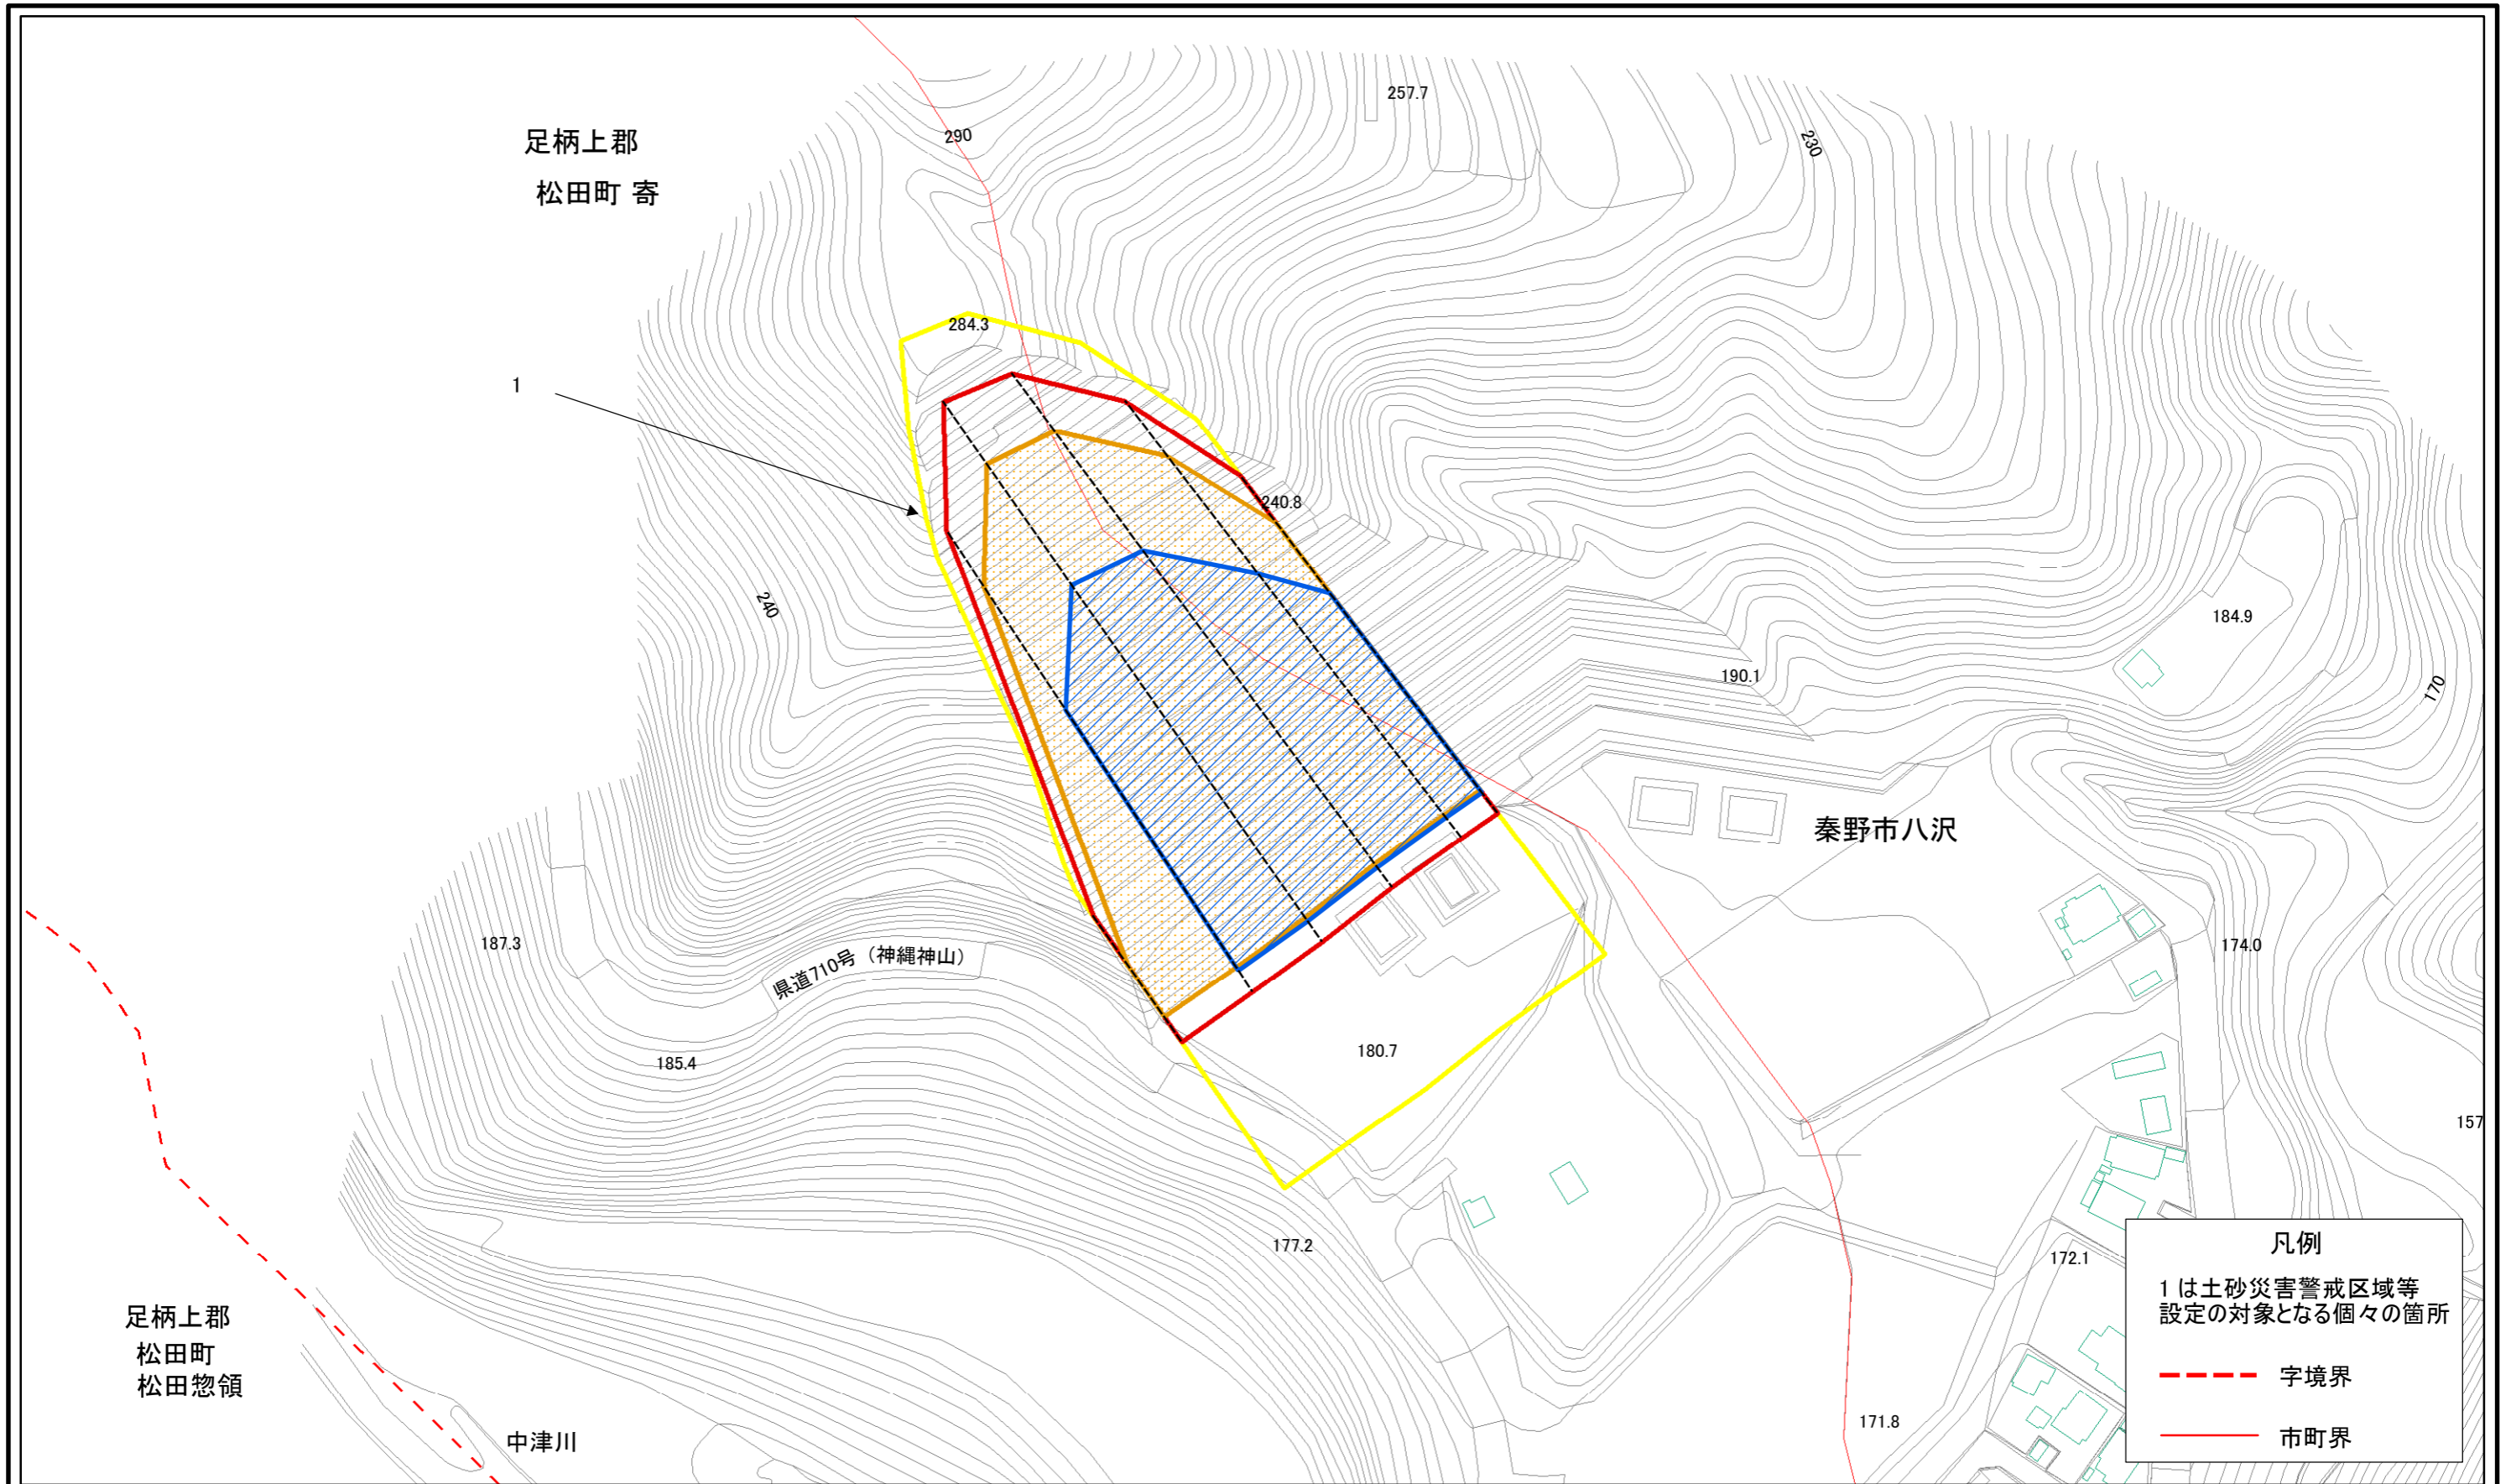 257.7
290
230
足柄上郡
松田町 寄
284.3
1
240.8
240
184.9
190.1
170
秦野市八沢
187.3
県道710号（神縄神山）
174.0
180.7
185.4
157
177.2
172.1
凡例
1は土砂災害警戒区域等
設定の対象となる個々の箇所
字境界
市町界
足柄上郡
松田町
松田惣領
171.8
中津川